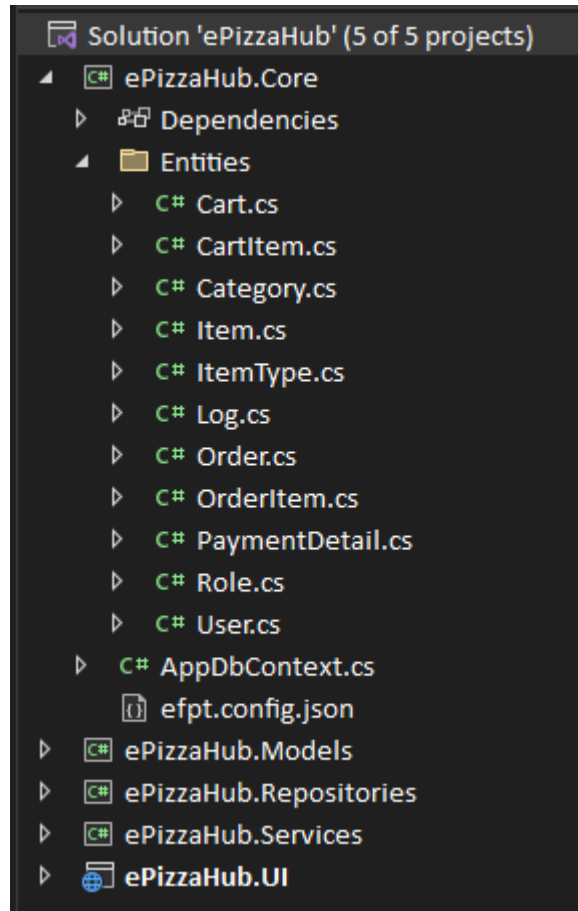 Solution 'ePizzaHub' (5 of 5 projects)
C# ePizzaHub.Core
Dependencies
Entities
C# Cart.cs
C# CartItem.cs
C# Category.cs
C# Item.cs
C# ItemType.cs
C# Log.cs
C# Order.cs
C# OrderItem.cs
C# PaymentDetail.cs
C# Role.cs
C# User.cs
C# AppDbContext.cs
efpt.config.json
C# ePizzaHub.Models
C# ePizzaHub.Repositories
C# ePizzaHub.Services
ePizzaHub.UI